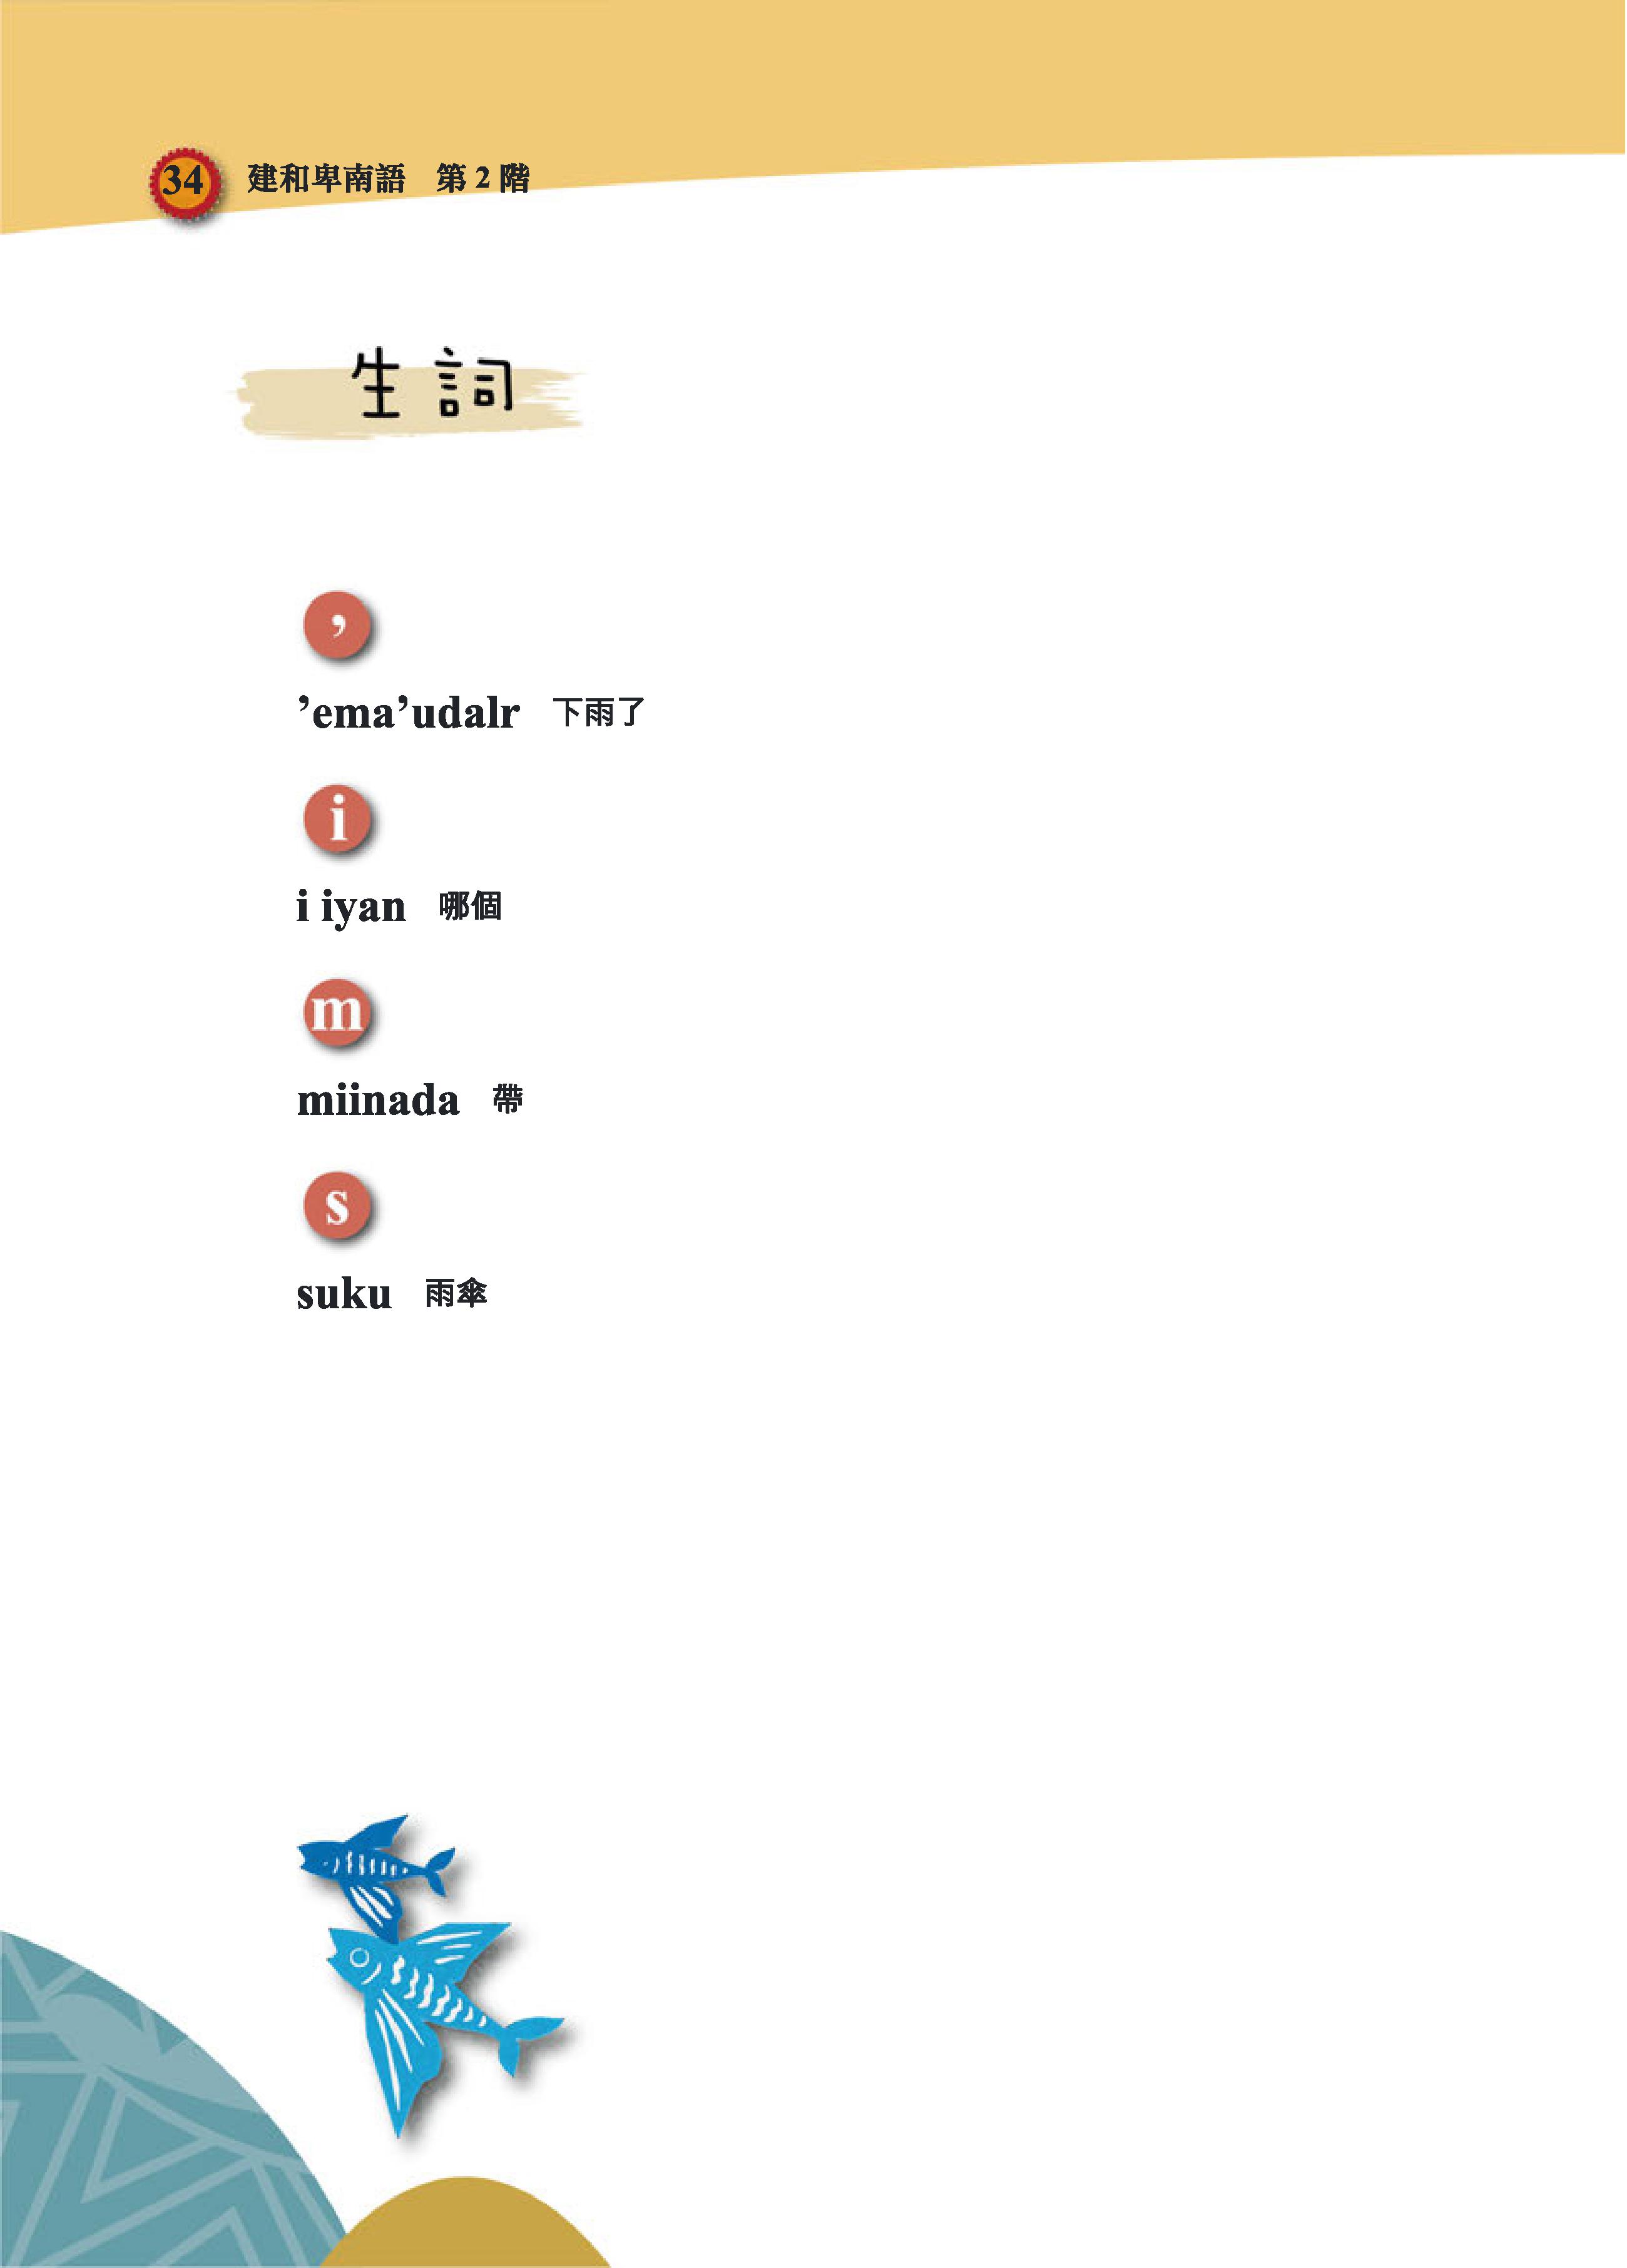 34 建和卑南語 第2階
生詞
’
’ema’udalr 下雨了
i
i iyan 哪個
m
miinada 帶
s
suku 雨傘